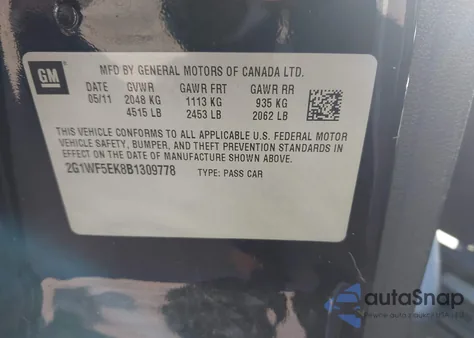 GM
MFD BY GENERAL MOTORS OF CANADA LTD.
DATE GVWR GAWR FRT GAWR RR
05/11 2048 KG 1113 KG 935 KG
4515 LB 2453 LB 2062 LB
THIS VEHICLE CONFORMS TO ALL APPLICABLE U.S. FEDERAL MOTOR
VEHICLE SAFETY, BUMPER, AND THEFT PREVENTION STANDARDS IN
EFFECT ON THE DATE OF MANUFACTURE SHOWN ABOVE.
2G1WF5EK8B1309778 TYPE: PASS CAR
autoSnap